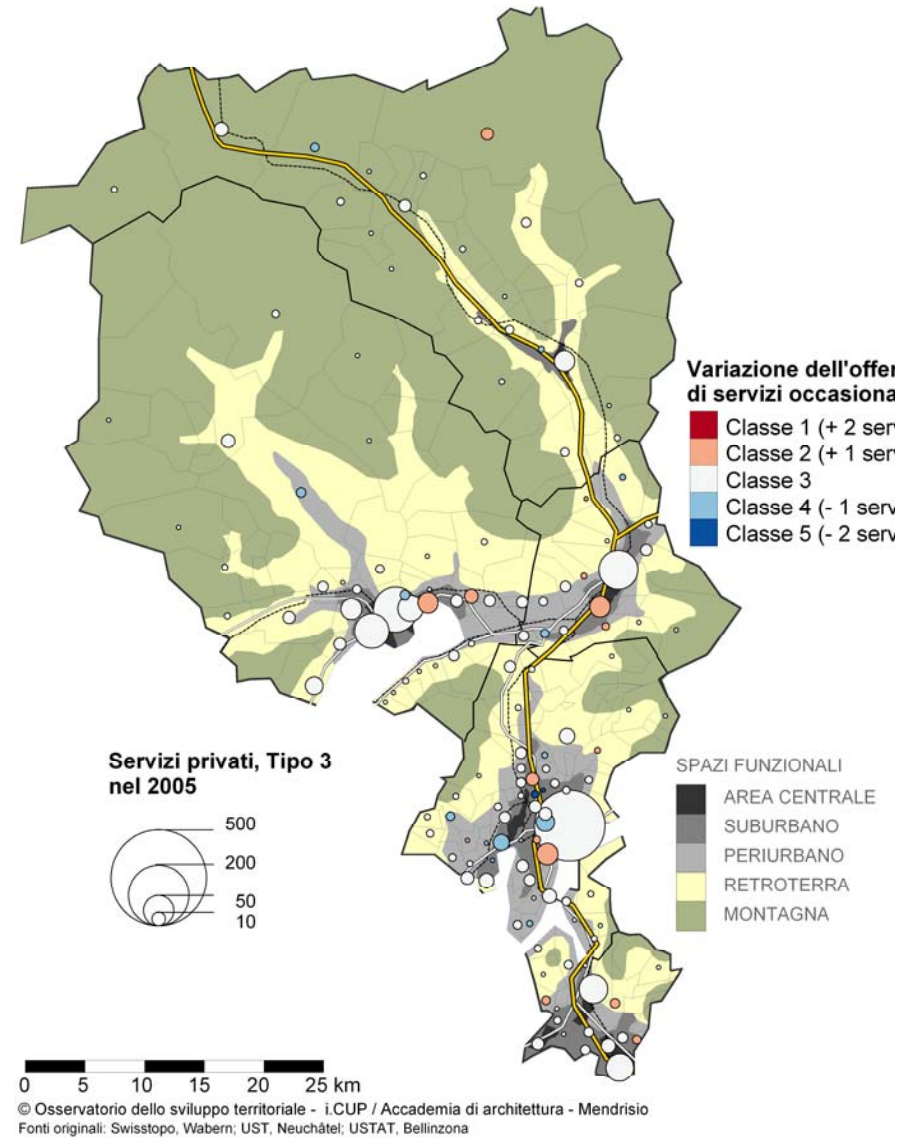 Variazione dell'offer
di servizi occasiona
Classe 1 (+ 2 serv
Classe 2 (+ 1 serv
Classe 3
Classe 4 (- 1 serv
Classe 5 (- 2 serv
Servizi privati, Tipo 3
nel 2005
500
200
50
10
SPAZI FUNZIONALI
AREA CENTRALE
SUBURBANO
PERIURBANO
RETROTERRA
MONTAGNA
0 5 10 15 20 25 km
© Osservatorio dello sviluppo territoriale - i.CUP / Accademia di architettura - Mendrisio
Fonti originali: Swisstopo, Wabern; UST, Neuchâtel; USTAT, Bellinzona